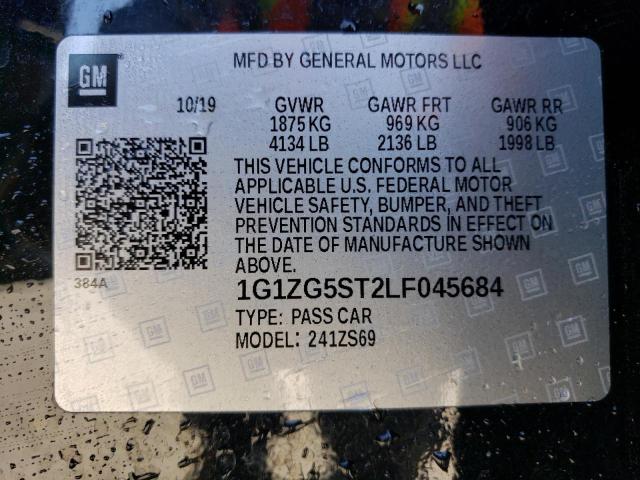 GM
MFD BY GENERAL MOTORS LLC
10/19 GVWR GAWR FRT GAWR RR
1875 KG 969 KG 906 KG
4134 LB 2136 LB 1998 LB
THIS VEHICLE CONFORMS TO ALL
APPLICABLE U.S. FEDERAL MOTOR
VEHICLE SAFETY, BUMPER, AND THEFT
PREVENTION STANDARDS IN EFFECT ON
THE DATE OF MANUFACTURE SHOWN
ABOVE.
384A
1G1ZG5ST2LF045684
TYPE: PASS CAR
MODEL: 241ZS69